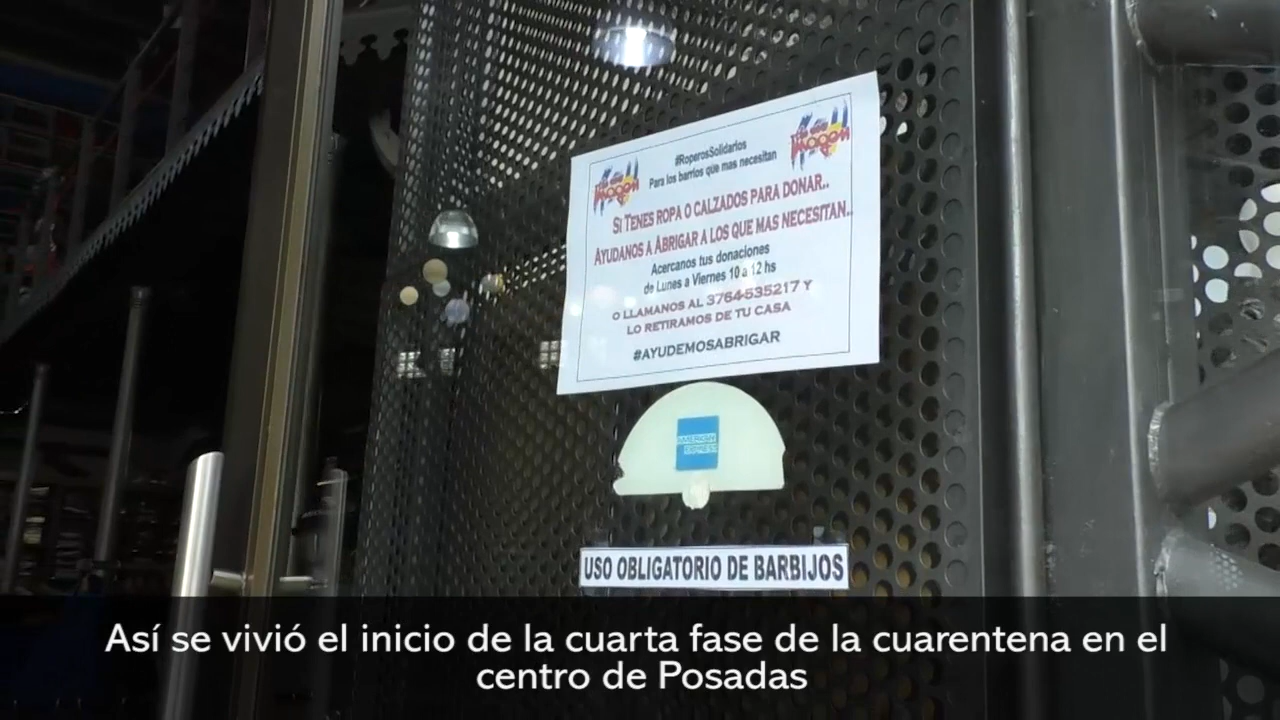 #RoperosSolidarios
Para los barrios que mas necesitan
SI TENES ROPA O CALZADOS PARA DONAR..
AYUDANOS A ABRIGAR A LOS QUE MAS NECESITAN..
Acercanos tus donaciones
de Lunes a Viernes 10 a 12 hs
O LLAMANOS AL 3764-535217 Y
LO RETIRAMOS DE TU CASA
#AYUDEMOSABRIGAR
AMERICAN
EXPRESS
USO OBLIGATORIO DE BARBIJOS
Así se vivió el inicio de la cuarta fase de la cuarentena en el
centro de Posadas